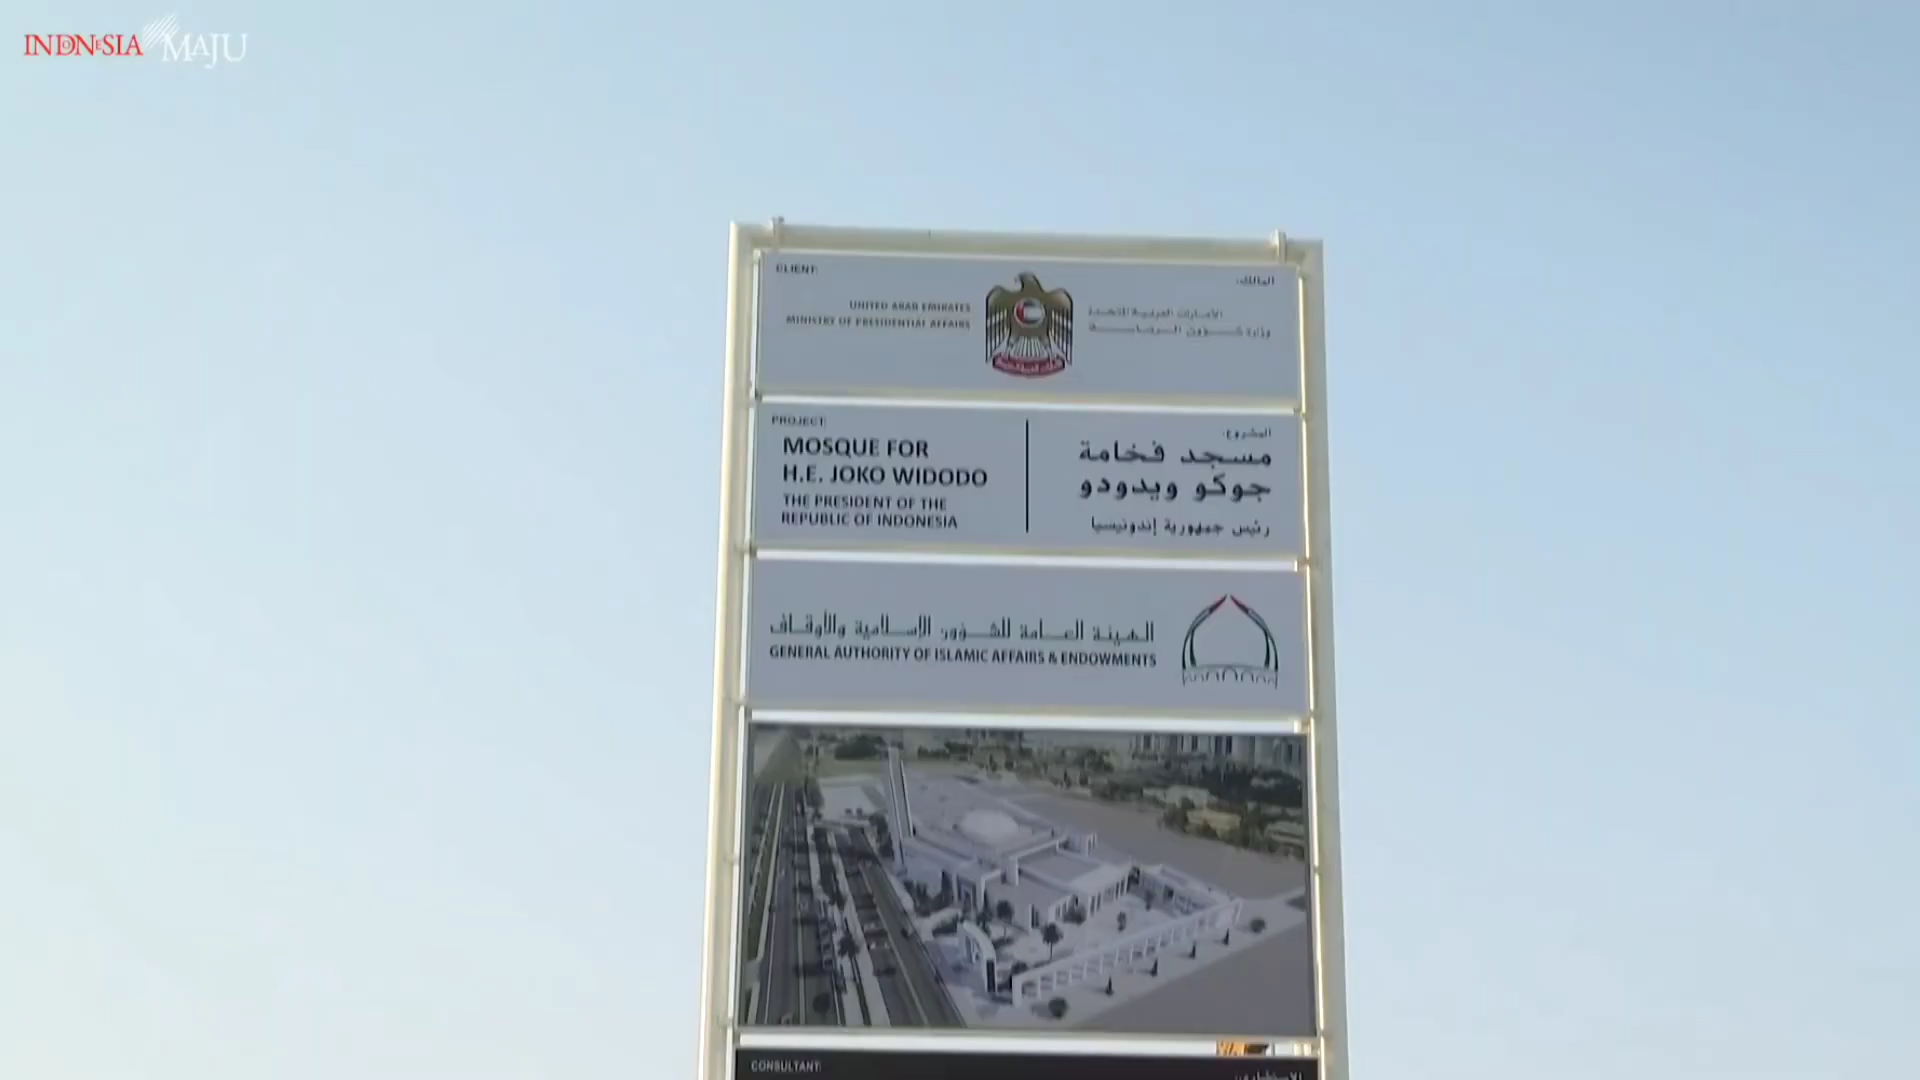 INDONESIA MAJU
CLIENT:
المالك:
UNITED ARAB EMIRATES
MINISTRY OF PRESIDENTIAL AFFAIRS
الإمارات العربية المتحدة
وزارة شــؤون الـرئـاسـة
PROJECT:
MOSQUE FOR
H.E. JOKO WIDODO
THE PRESIDENT OF THE
REPUBLIC OF INDONESIA
المشروع:
مسجد فخامة
جوكو ويدودو
رئيس جمهورية إندونيسيا
الهيئة العامة للشؤون الإسلامية والأوقاف
GENERAL AUTHORITY OF ISLAMIC AFFAIRS & ENDOWMENTS
CONSULTANT: